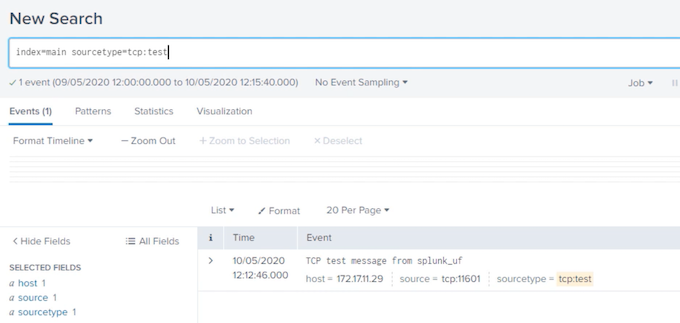 New Search
index=main sourcetype=tcp:test
✓ 1 event (09/05/2020 12:00:00.000 to 10/05/2020 12:15:40.000) No Event Sampling ▾ Job ▾
Events (1) Patterns Statistics Visualization
Format Timeline ▾ — Zoom Out + Zoom to Selection × Deselect
List ▾ Format 20 Per Page ▾
< Hide Fields All Fields i Time Event
SELECTED FIELDS
a host 1
a source 1
a sourcetype 1
> 10/05/2020 TCP test message from splunk_uf
12:12:46.000 host = 172.17.11.29 source = tcp:11601 sourcetype = tcp:test